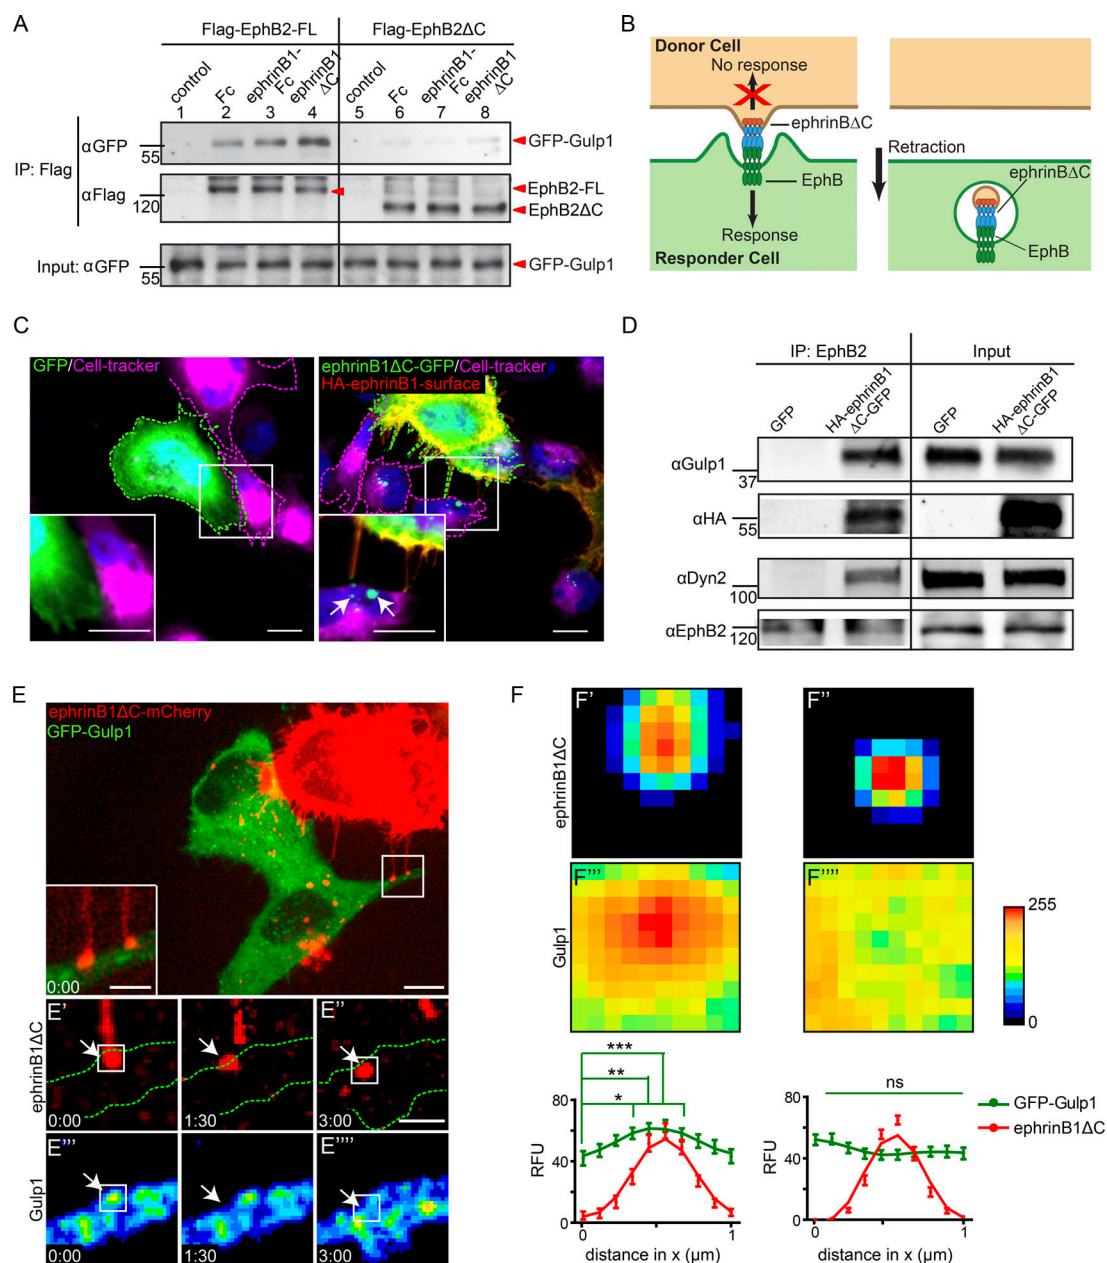 A
Flag-EphB2-FL
Flag-EphB2ΔC
control
Fc
ephrinB1-Fc
ephrinB1 ΔC
control
Fc
ephrinB1-Fc
ephrinB1 ΔC
1 2 3 4 5 6 7 8
IP: Flag
αGFP
55
GFP-Gulp1
αFlag
120
EphB2-FL
EphB2ΔC
Input: αGFP
55
GFP-Gulp1
B
Donor Cell
No response
ephrinBΔC
EphB
Response
Responder Cell
Retraction
ephrinBΔC
EphB
C
GFP/Cell-tracker
ephrinB1ΔC-GFP/Cell-tracker
HA-ephrinB1-surface
D
IP: EphB2
Input
GFP
HA-ephrinB1
ΔC-GFP
GFP
HA-ephrinB1
ΔC-GFP
αGulp1
37
αHA
55
αDyn2
100
αEphB2
120
E
ephrinB1ΔC-mCherry
GFP-Gulp1
0:00
ephrinB1ΔC
E'
0:00
1:30
E''
3:00
Gulp1
E'''
0:00
1:30
E''''
3:00
F
ephrinB1ΔC
F'
F''
Gulp1
F'''
F''''
255
0
***
**
*
80
40
0
RFU
0
1
distance in x (µm)
ns
80
40
0
RFU
0
1
distance in x (µm)
GFP-Gulp1
ephrinB1ΔC